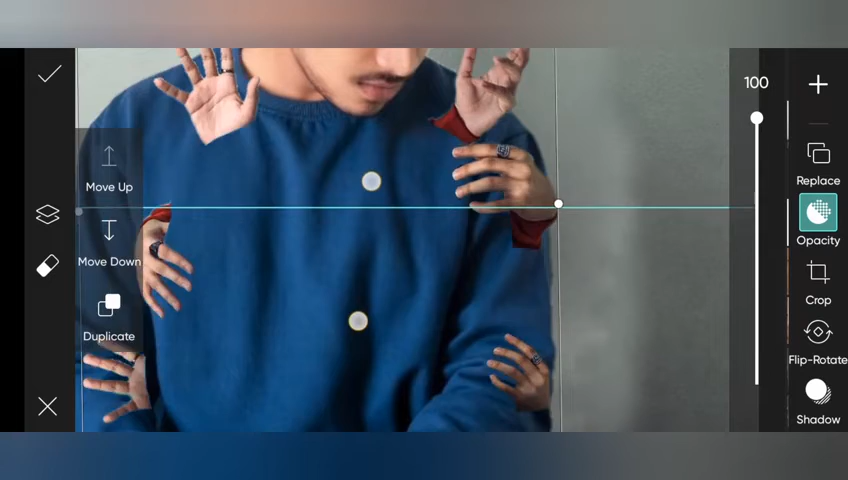 100
Move Up
Move Down
Duplicate
Replace
Opacity
Crop
Flip-Rotate
Shadow